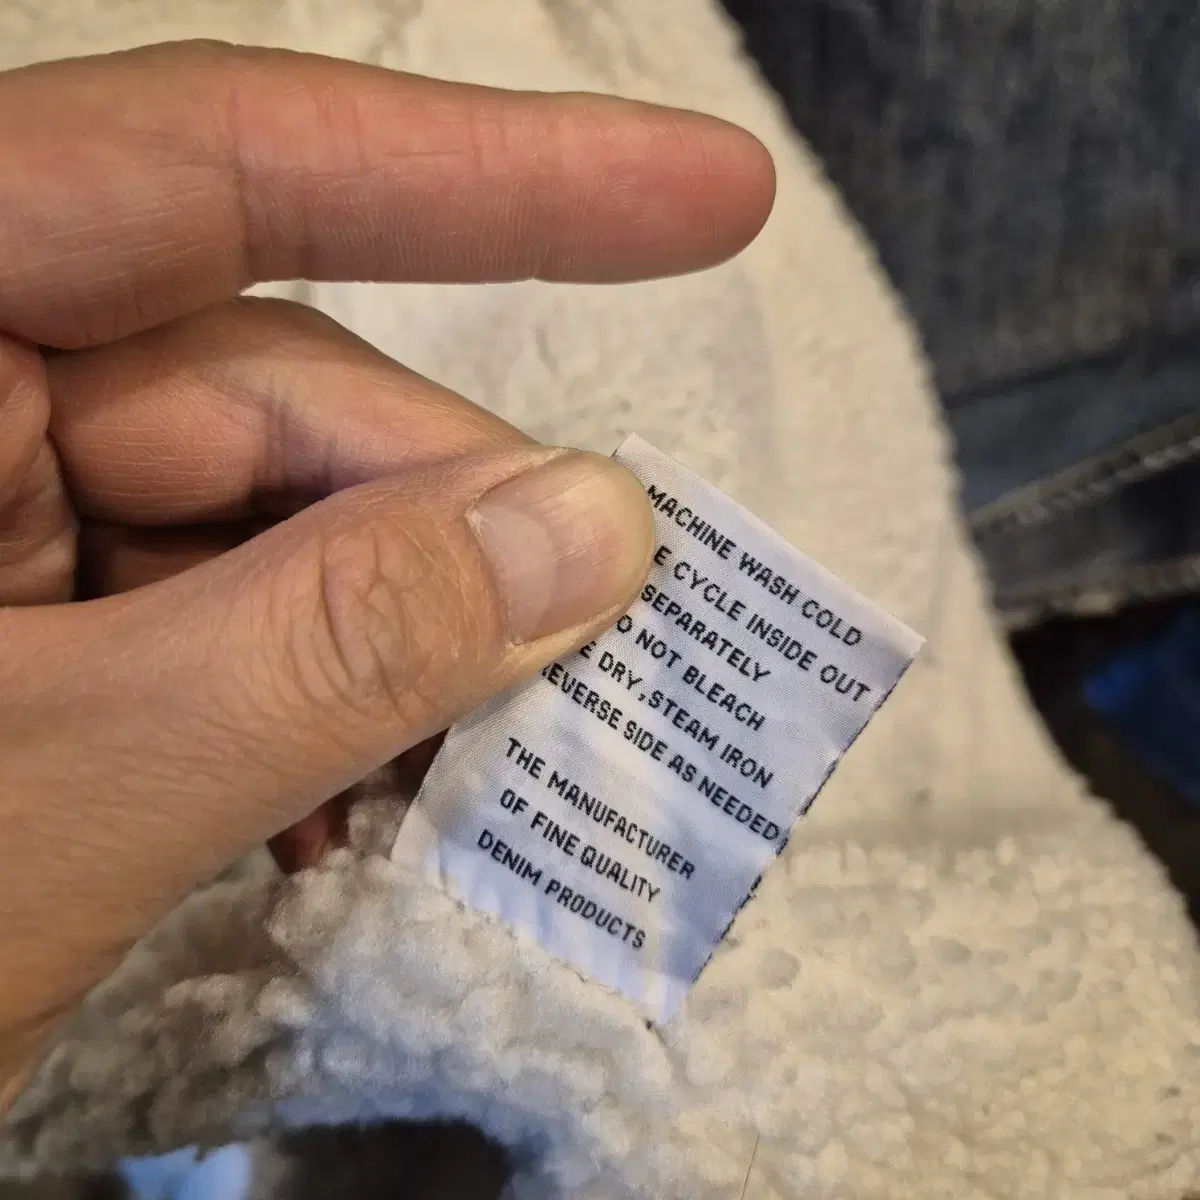 MACHINE WASH COLD
E CYCLE INSIDE OUT
SEPARATELY
O NOT BLEACH
E DRY, STEAM IRON
EVERSE SIDE AS NEEDED
THE MANUFACTURER
OF FINE QUALITY
DENIM PRODUCTS